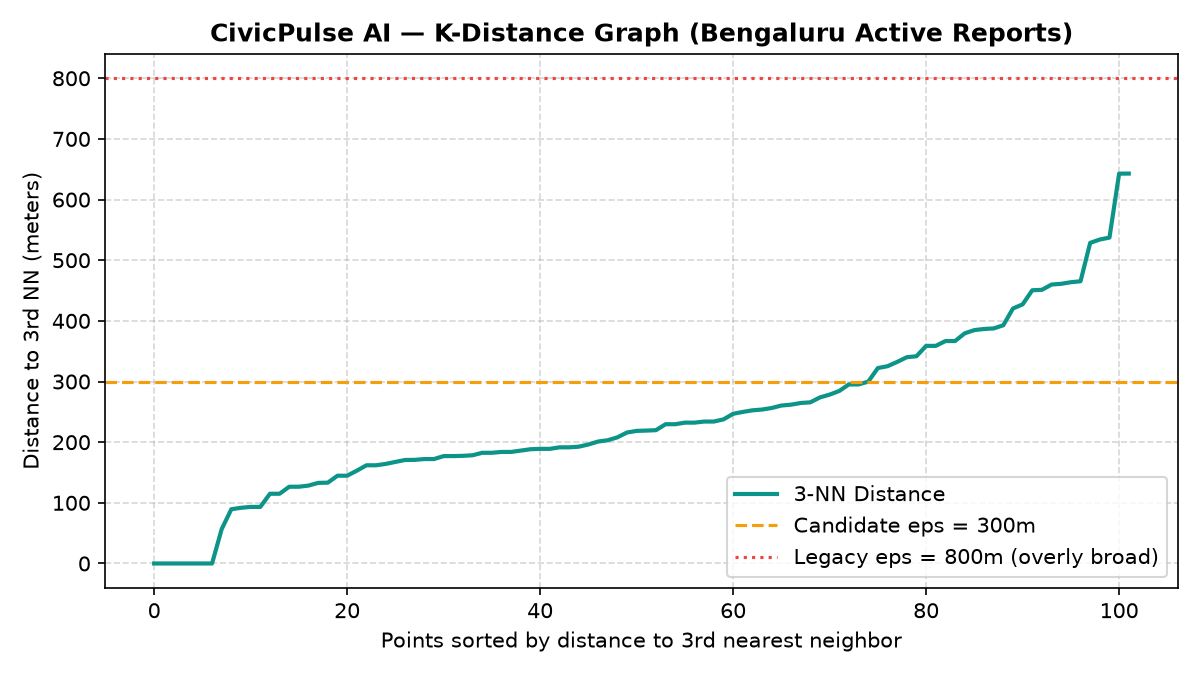 CivicPulse AI — K-Distance Graph (Bengaluru Active Reports)
Distance to 3rd NN (meters)
800
700
600
500
400
300
200
100
0
3-NN Distance
Candidate eps = 300m
Legacy eps = 800m (overly broad)
0 20 40 60 80 100
Points sorted by distance to 3rd nearest neighbor